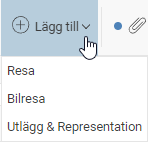 Lägg till
Resa
Bilresa
Utlägg & Representation